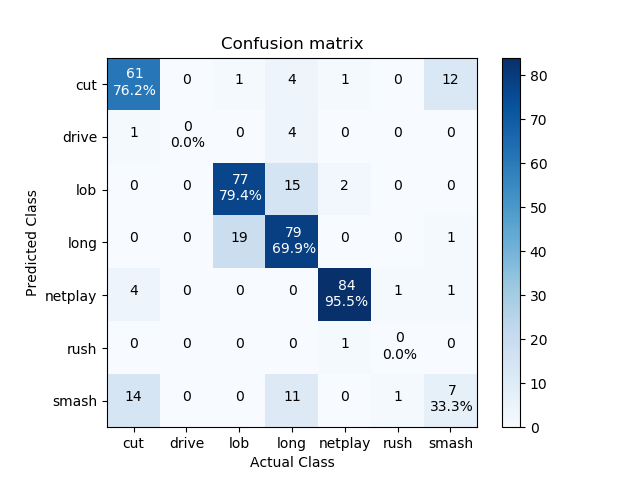 Confusion matrix
cut 61 0 1 4 1 0 12
76.2%
drive 1 0 0 4 0 0 0
0.0%
lob 0 0 77 15 2 0 0
79.4%
long 0 0 19 79 0 0 1
69.9%
netplay 4 0 0 0 84 1 1
95.5%
rush 0 0 0 0 1 0 0
0.0%
smash 14 0 0 11 0 1 7
33.3%
cut drive lob long netplay rush smash
Actual Class
Predicted Class
80
70
60
50
40
30
20
10
0